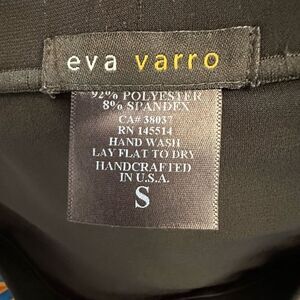 eva varro
92% POLYESTER
8% SPANDEX
CA# 38037
RN 145514
HAND WASH
LAY FLAT TO DRY
HANDCRAFTED
IN U.S.A.
S